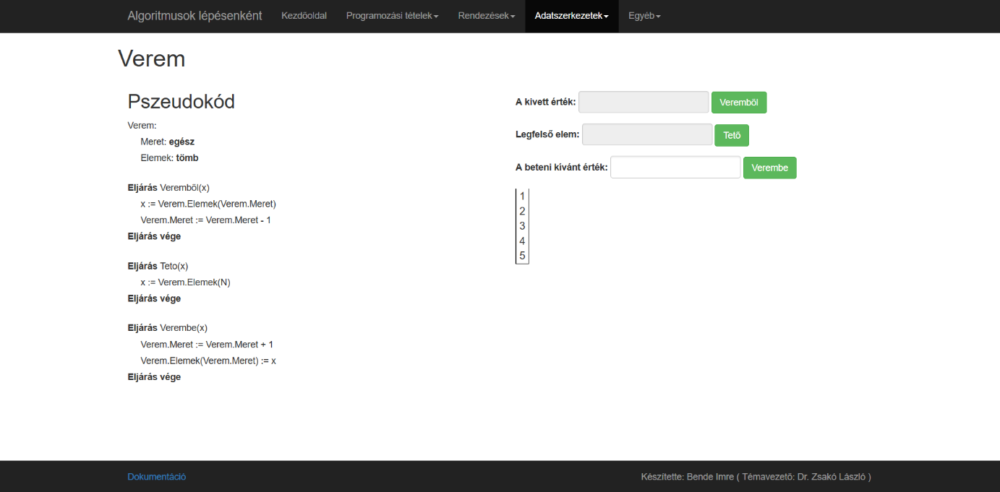 Algoritmusok lépésenként Kezdőoldal Programozási tételek Rendezések Adatszerkezetek Egyéb
Verem
Pszeudokód
Verem:
Meret: egész
Elemek: tömb
Eljárás Veremből(x)
x := Verem.Elemek(Verem.Meret)
Verem.Meret := Verem.Meret - 1
Eljárás vége
Eljárás Teto(x)
x := Verem.Elemek(N)
Eljárás vége
Eljárás Verembe(x)
Verem.Meret := Verem.Meret + 1
Verem.Elemek(Verem.Meret) := x
Eljárás vége
A kivett érték: Veremből
Legfelső elem: Tető
A beteni kívánt érték: Verembe
1
2
3
4
5
Dokumentáció Készítette: Bende Imre ( Témavezető: Dr. Zsakó László )